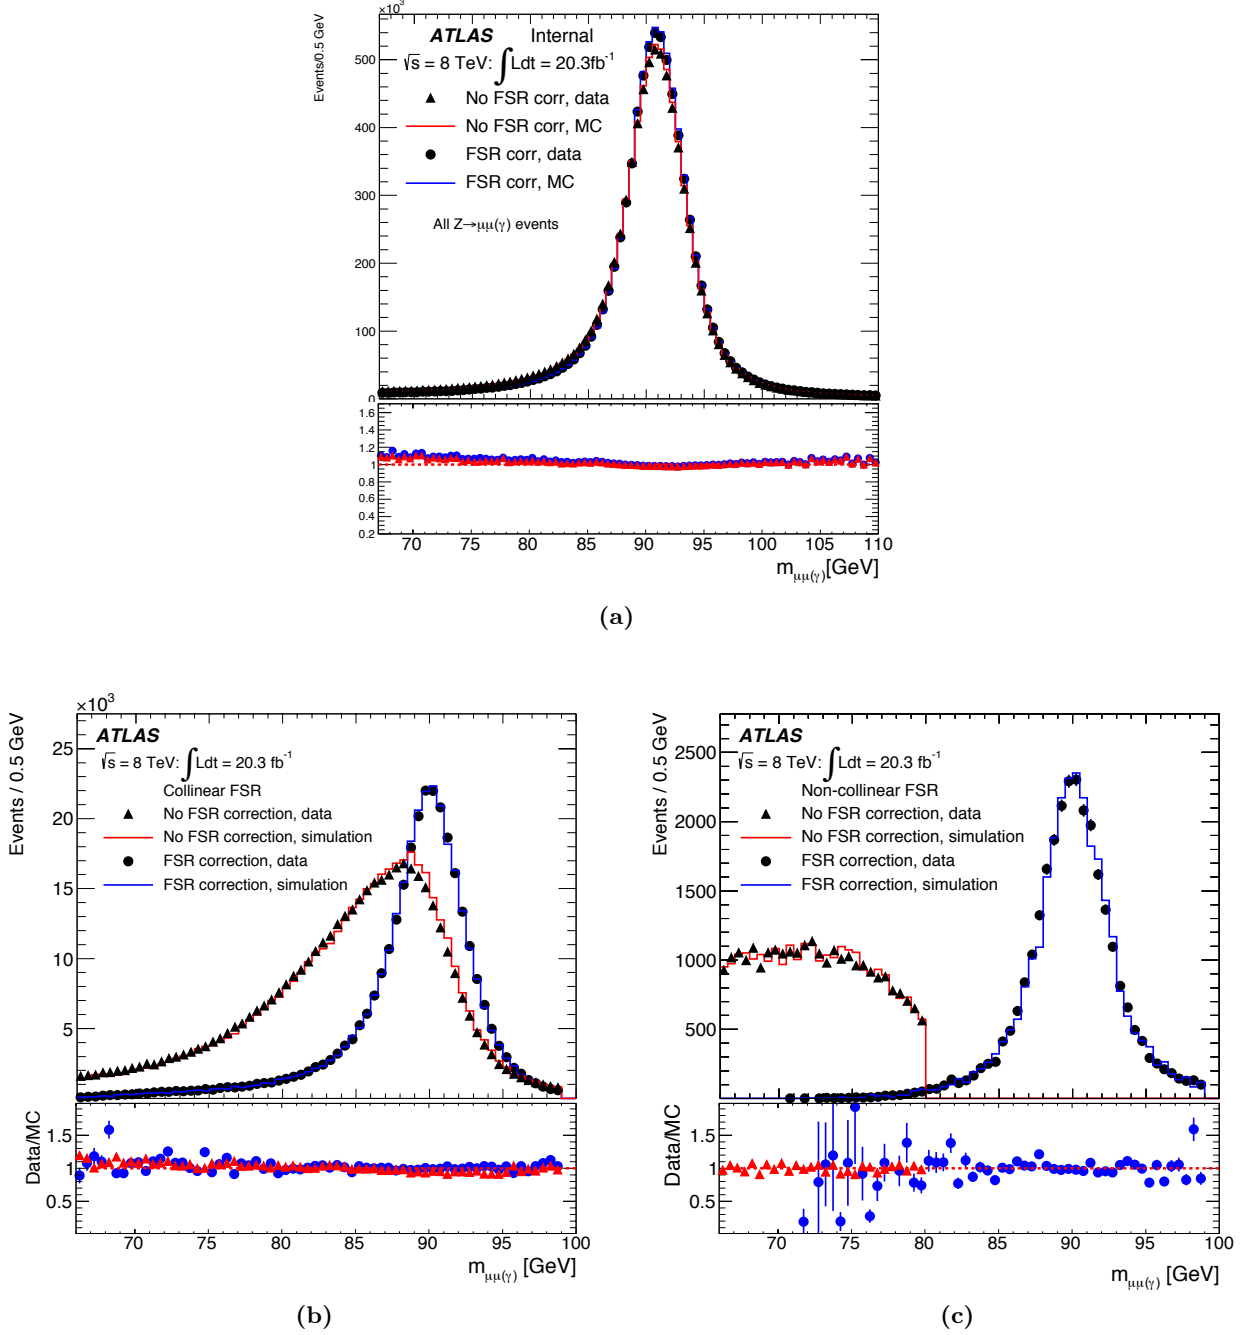 ×10³
Events/0.5 GeV
ATLAS Internal
√s = 8 TeV: ∫Ldt = 20.3fb⁻¹
No FSR corr, data
No FSR corr, MC
FSR corr, data
FSR corr, MC
All Z→μμ(γ) events
500
400
300
200
100
0
1.6
1.4
1.2
1
0.8
0.6
0.4
0.2
70 75 80 85 90 95 100 105 110
m_μμ(γ)[GeV]
(a)
×10³
Events / 0.5 GeV
ATLAS
√s = 8 TeV: ∫Ldt = 20.3 fb⁻¹
Collinear FSR
No FSR correction, data
No FSR correction, simulation
FSR correction, data
FSR correction, simulation
25
20
15
10
5
Data/MC
1.5
1
0.5
70 75 80 85 90 95 100
m_μμ(γ) [GeV]
(b)
Events / 0.5 GeV
ATLAS
√s = 8 TeV: ∫Ldt = 20.3 fb⁻¹
Non-collinear FSR
No FSR correction, data
No FSR correction, simulation
FSR correction, data
FSR correction, simulation
2500
2000
1500
1000
500
Data/MC
1.5
1
0.5
70 75 80 85 90 95 100
m_μμ(γ) [GeV]
(c)